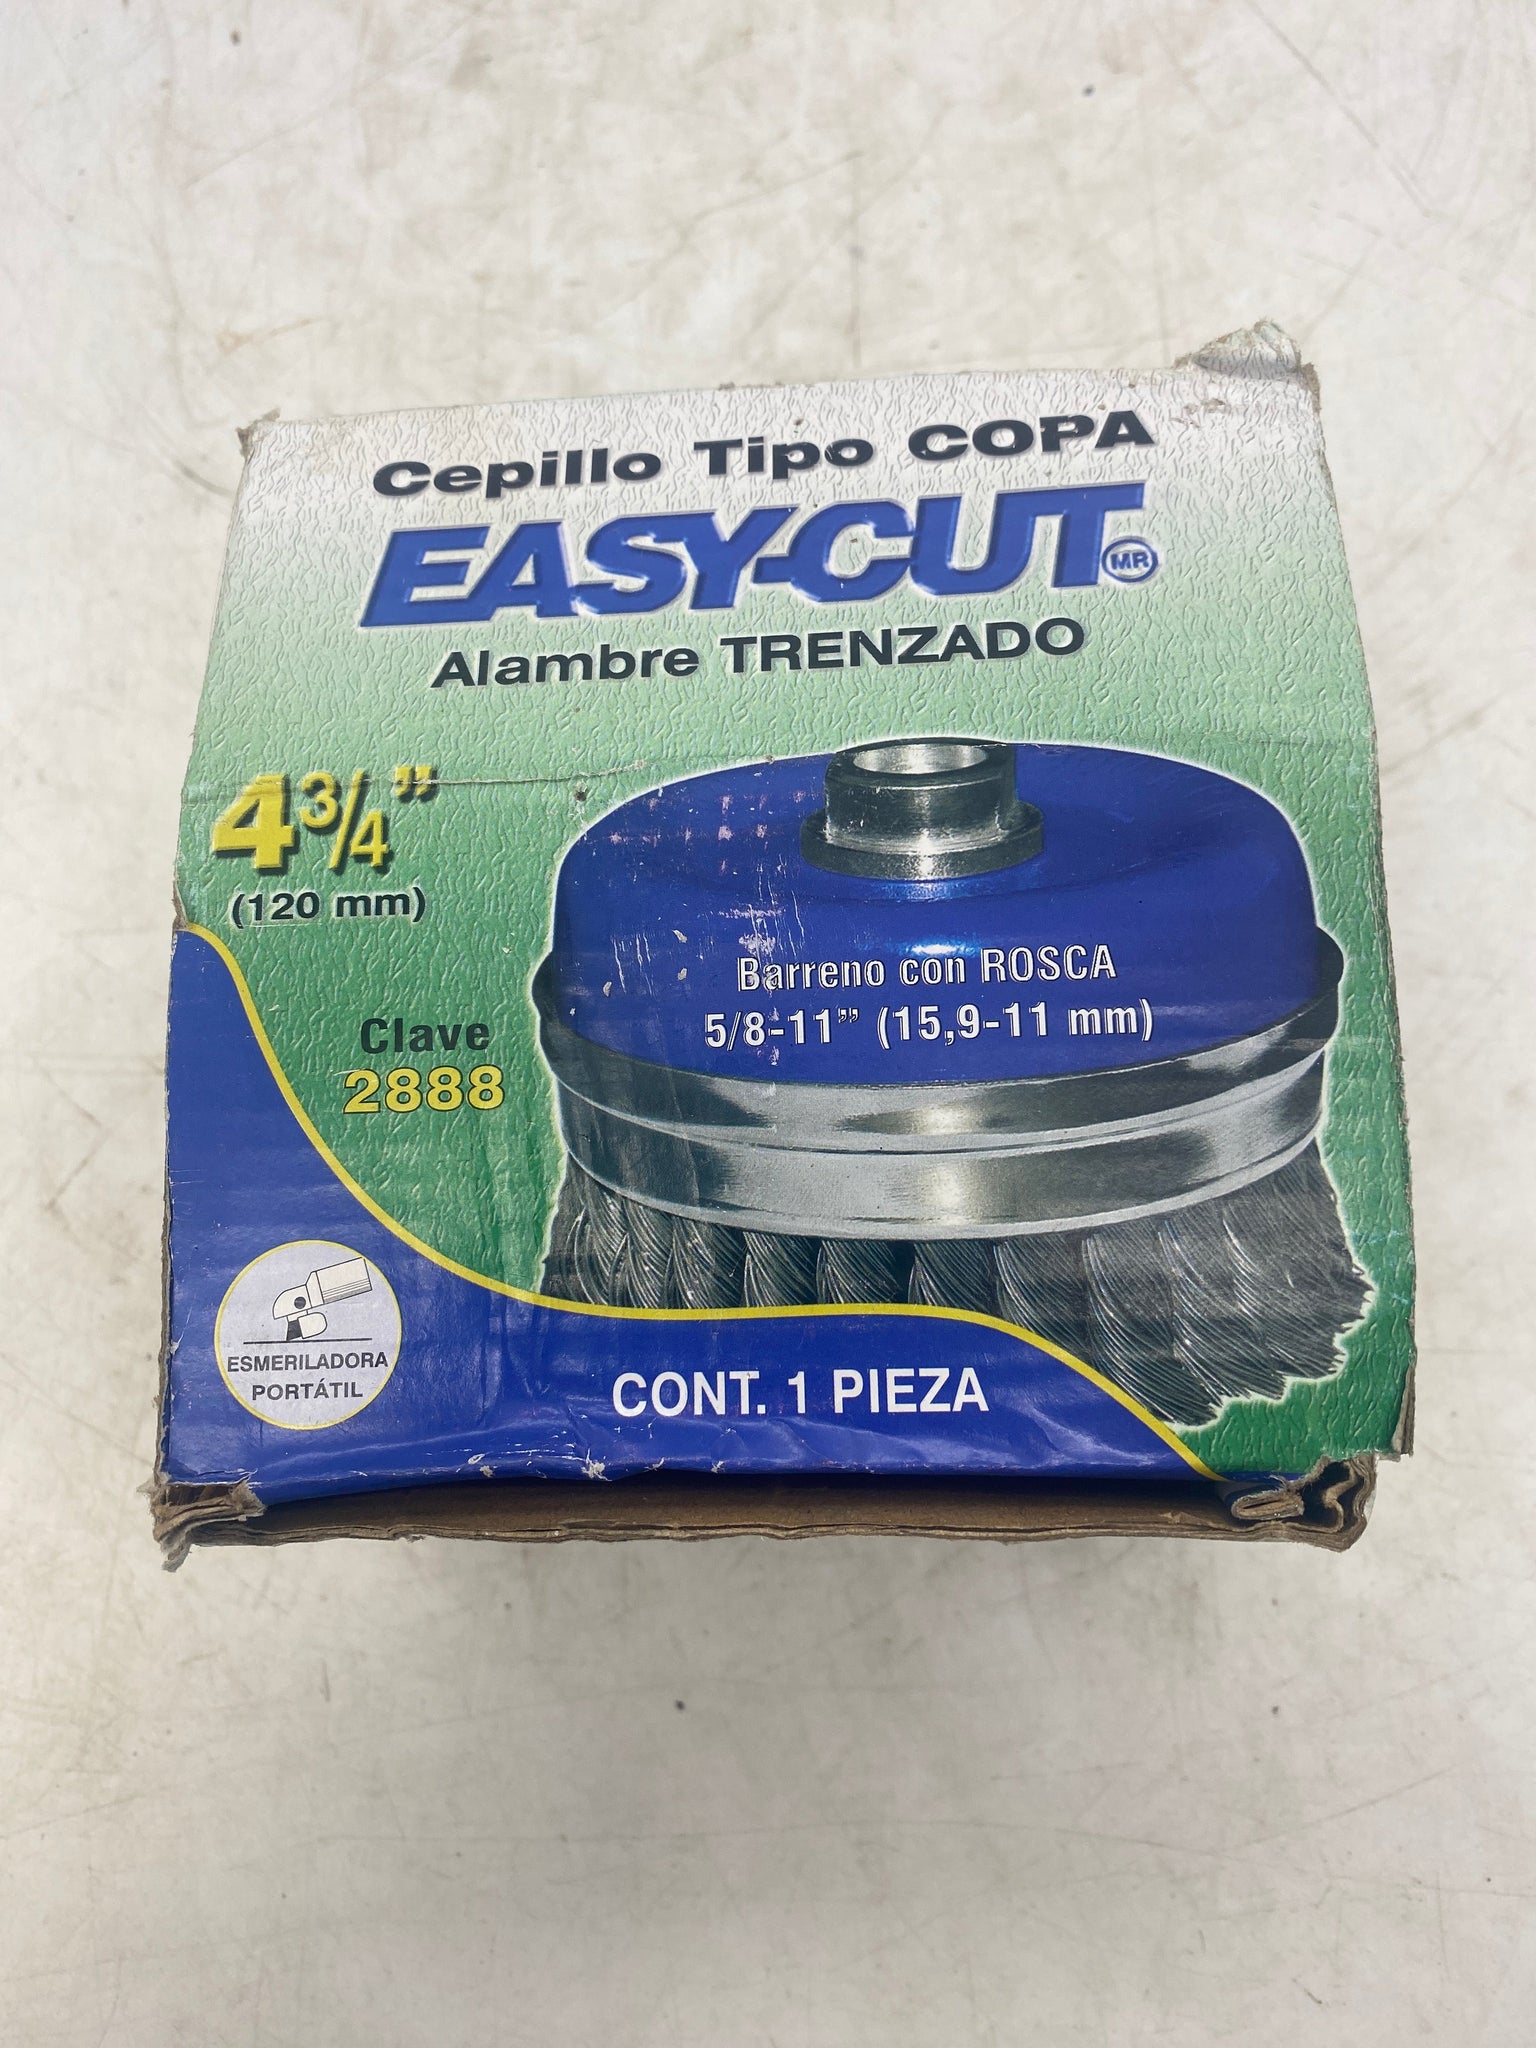 Cepillo Tipo COPA
EASY-CUT MR
Alambre TRENZADO
4 3/4"
(120 mm)
Barreno con ROSCA
5/8-11" (15,9-11 mm)
Clave
2888
ESMERILADORA
PORTÁTIL
CONT. 1 PIEZA